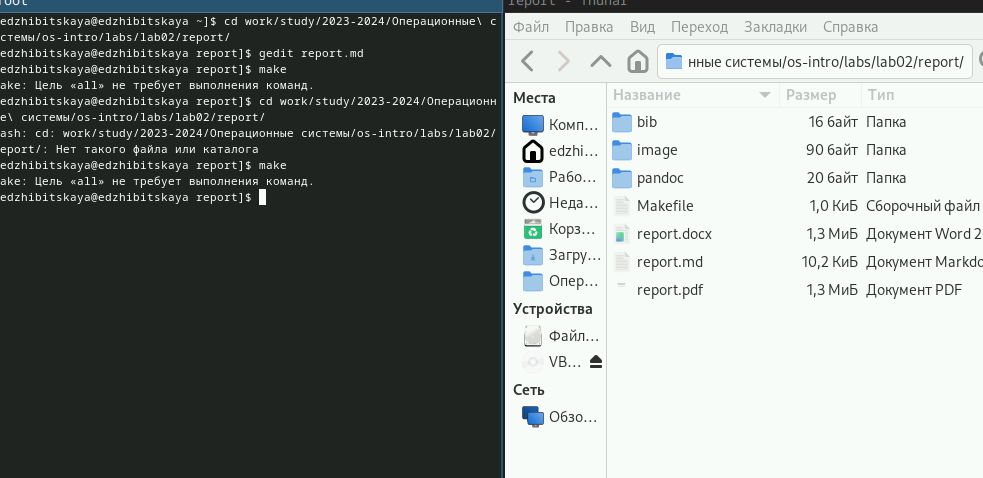 root
edzhibitskaya@edzhibitskaya ~]$ cd work/study/2023-2024/Операционные\ с
стемы/os-intro/labs/lab02/report/
edzhibitskaya@edzhibitskaya report]$ gedit report.md
edzhibitskaya@edzhibitskaya report]$ make
ake: Цель «all» не требует выполнения команд.
edzhibitskaya@edzhibitskaya report]$ cd work/study/2023-2024/Операционн
е\ системы/os-intro/labs/lab02/report/
ash: cd: work/study/2023-2024/Операционные системы/os-intro/labs/lab02/
eport/: Нет такого файла или каталога
edzhibitskaya@edzhibitskaya report]$ make
ake: Цель «all» не требует выполнения команд.
edzhibitskaya@edzhibitskaya report]$
report - Thunar
Файл Правка Вид Переход Закладки Справка
нные системы/os-intro/labs/lab02/report/
Места
Комп...
edzhi...
Рабо...
Неда...
Корз...
Загру...
Опер...
Устройства
Файл...
VB...
Сеть
Обзо...
Название Размер Тип
bib 16 байт Папка
image 90 байт Папка
pandoc 20 байт Папка
Makefile 1,0 КиБ Сборочный файл
report.docx 1,3 МиБ Документ Word 2
report.md 10,2 КиБ Документ Markdo
report.pdf 1,3 МиБ Документ PDF